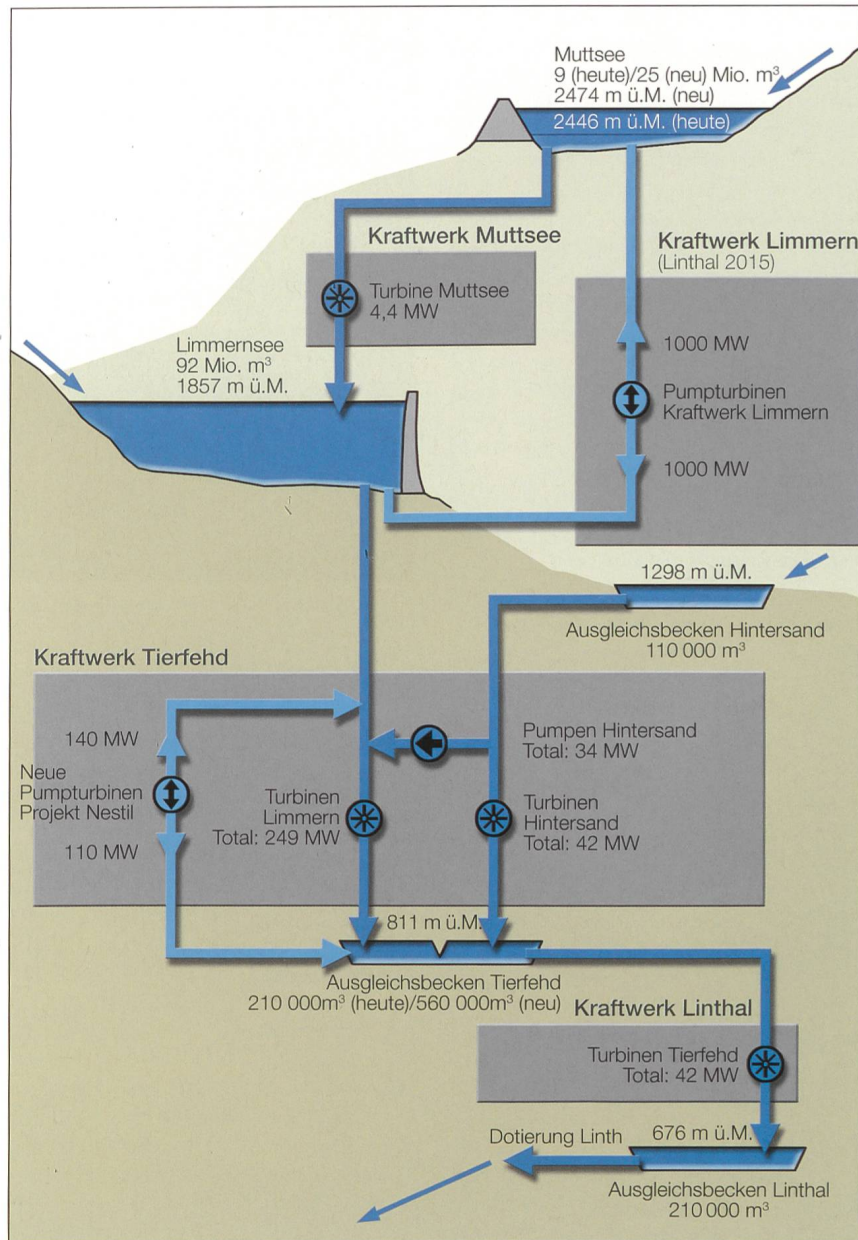 Muttsee
9 (heute)/25 (neu) Mio. m³
2474 m ü.M. (neu)
2446 m ü.M. (heute)
Kraftwerk Muttsee
Kraftwerk Limmern
(Linthal 2015)
Turbine Muttsee
4,4 MW
Limmernsee
92 Mio. m³
1857 m ü.M.
1000 MW
Pumpturbinen
Kraftwerk Limmern
1000 MW
1298 m ü.M.
Ausgleichsbecken Hintersand
110 000 m³
Kraftwerk Tierfehd
140 MW
Pumpen Hintersand
Total: 34 MW
Neue
Pumpturbinen
Projekt Nestil
Turbinen
Limmern
Total: 249 MW
Turbinen
Hintersand
Total: 42 MW
110 MW
811 m ü.M.
Ausgleichsbecken Tierfehd
210 000m³ (heute)/560 000m³ (neu)
Kraftwerk Linthal
Turbinen Tierfehd
Total: 42 MW
Dotierung Linth
676 m ü.M.
Ausgleichsbecken Linthal
210 000 m³